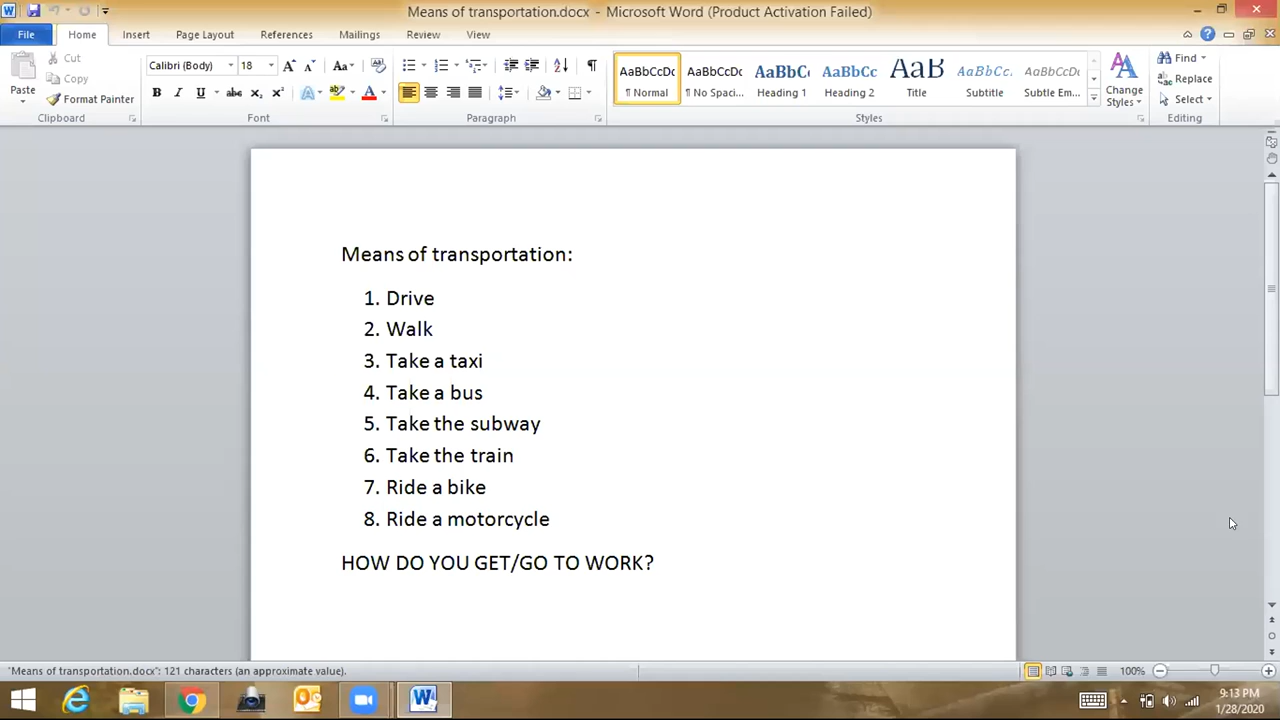 Means of transportation.docx - Microsoft Word (Product Activation Failed)
File Home Insert Page Layout References Mailings Review View
Cut
Copy
Paste
Format Painter
Calibri (Body) 18
AaBbCcDc AaBbCcDc AaBbC AaBbCc AaB AaBbCc. AaBbCcDc
¶ Normal ¶ No Spaci... Heading 1 Heading 2 Title Subtitle Subtle Em...
Change Styles
Find
Replace
Select
Clipboard Font Paragraph Styles Editing
Means of transportation:
1. Drive
2. Walk
3. Take a taxi
4. Take a bus
5. Take the subway
6. Take the train
7. Ride a bike
8. Ride a motorcycle
HOW DO YOU GET/GO TO WORK?
"Means of transportation.docx": 121 characters (an approximate value).
100%
9:13 PM
1/28/2020